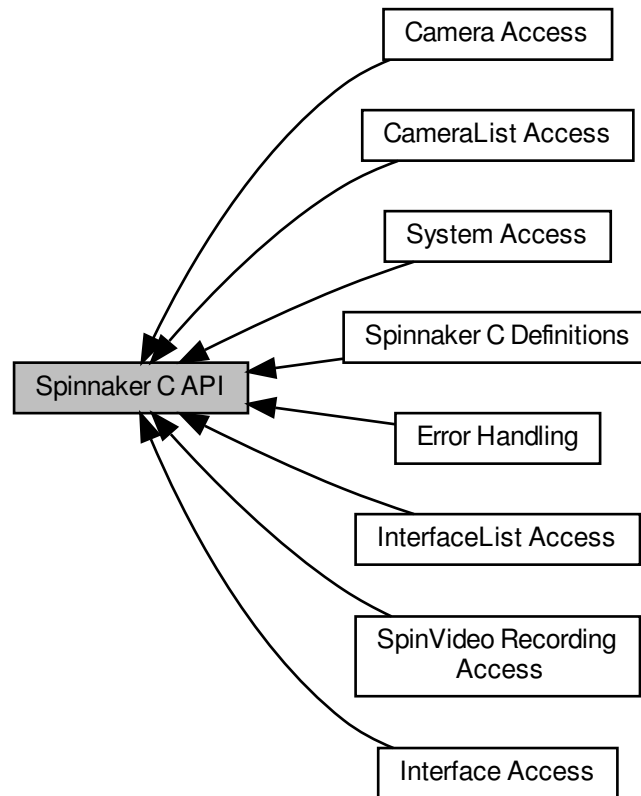 Camera Access
CameraList Access
System Access
Spinnaker C Definitions
Spinnaker C API
Error Handling
InterfaceList Access
SpinVideo Recording
Access
Interface Access